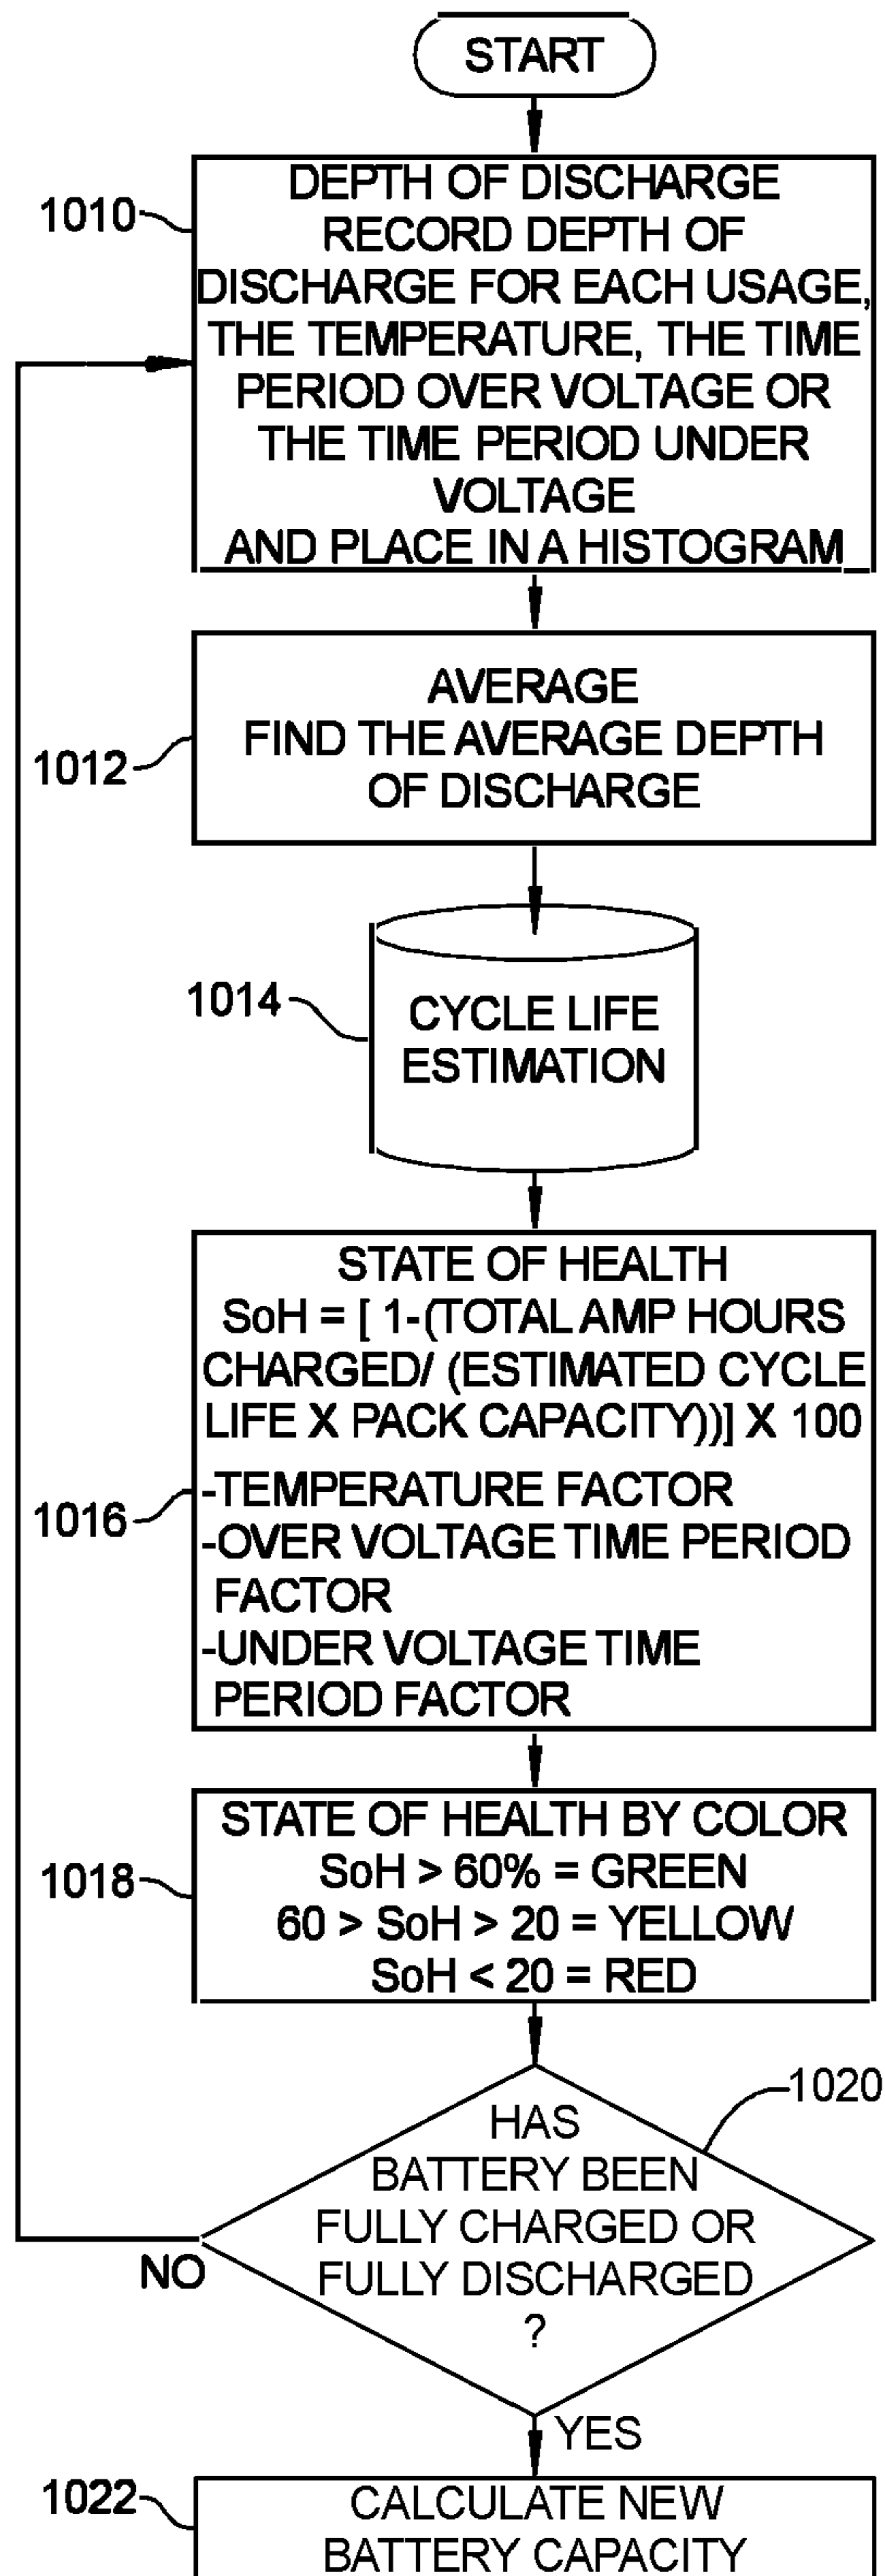 START
1010
DEPTH OF DISCHARGE
RECORD DEPTH OF
DISCHARGE FOR EACH USAGE,
THE TEMPERATURE, THE TIME
PERIOD OVER VOLTAGE OR
THE TIME PERIOD UNDER
VOLTAGE
AND PLACE IN A HISTOGRAM
1012
AVERAGE
FIND THE AVERAGE DEPTH
OF DISCHARGE
1014
CYCLE LIFE
ESTIMATION
STATE OF HEALTH
SoH = [ 1-(TOTAL AMP HOURS
CHARGED/ (ESTIMATED CYCLE
LIFE X PACK CAPACITY))] X 100
1016
-TEMPERATURE FACTOR
-OVER VOLTAGE TIME PERIOD
FACTOR
-UNDER VOLTAGE TIME
PERIOD FACTOR
1018
STATE OF HEALTH BY COLOR
SoH > 60% = GREEN
60 > SoH > 20 = YELLOW
SoH < 20 = RED
1020
HAS
BATTERY BEEN
FULLY CHARGED OR
FULLY DISCHARGED
?
NO
YES
1022
CALCULATE NEW
BATTERY CAPACITY